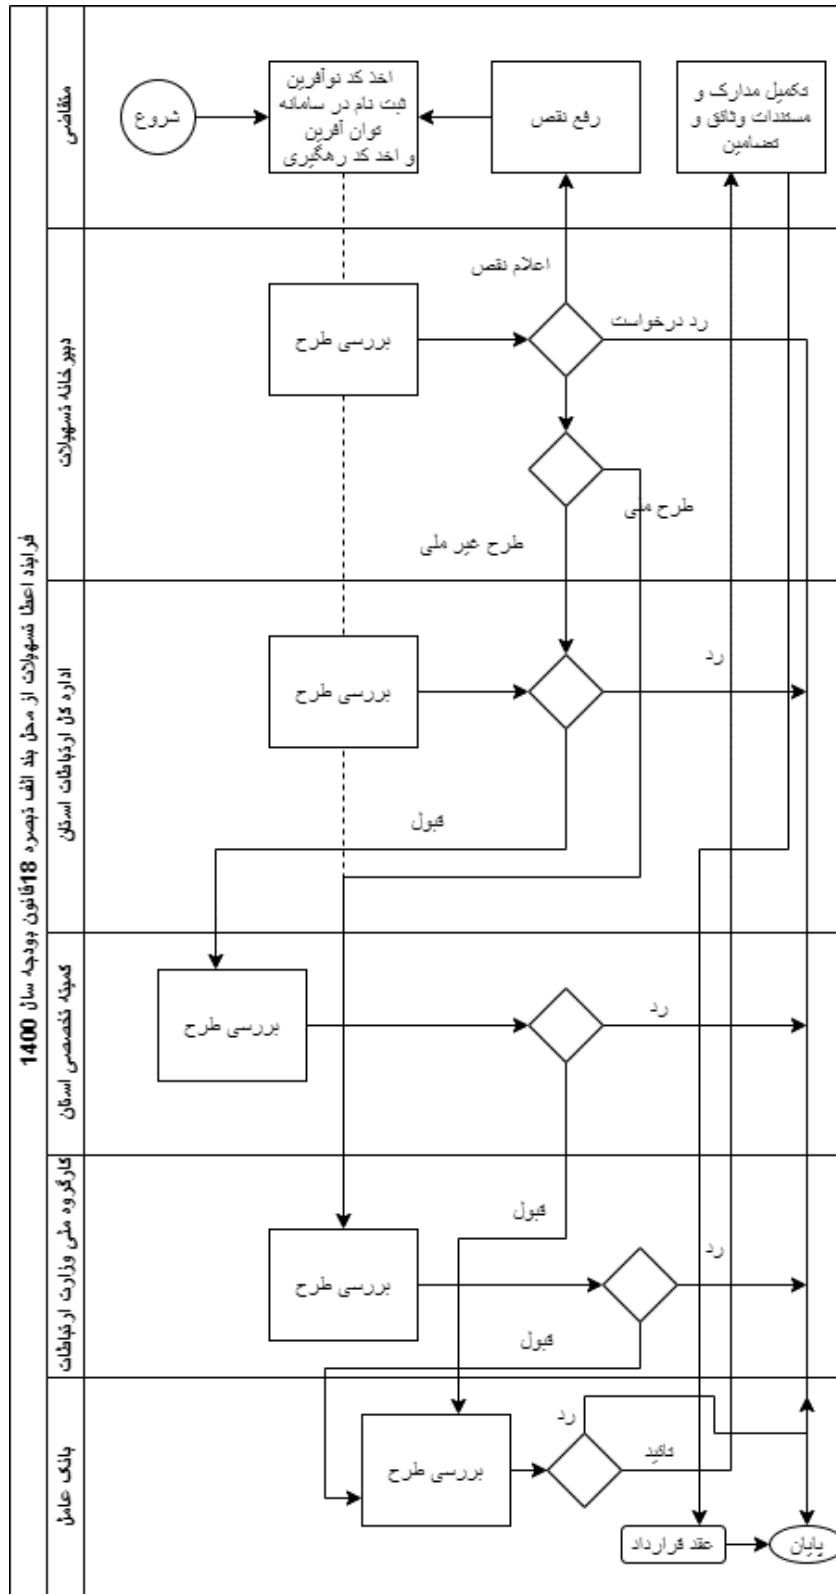 فرایند اعطا تسهیلات از محل بند الف تبصره 18قانون بودجه سال 1400
متقاضی
شروع
اخذ کد نوآفرین
ثبت نام در سامانه
توان آفرین
و اخد کد رهگیری
رفع نقص
تکمیل مدارک و
مستندات وثائق و
تضامین
دبیرخانه تسهیلات
اعلام نقص
بررسی طرح
رد درخواست
طرح ملی
طرح غیر ملی
اداره کل ارتباطات استان
بررسی طرح
رد
قبول
کمیته تخصصی استان
بررسی طرح
رد
قبول
کارگروه ملی وزارت ارتباطات
بررسی طرح
رد
قبول
بانک عامل
بررسی طرح
رد
تائید
عقد قرارداد
پایان